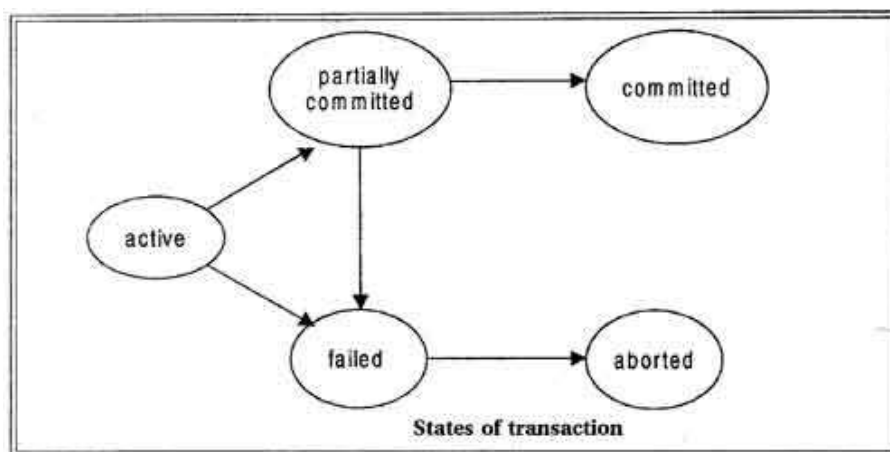 partially
committed
committed
active
failed
aborted
States of transaction